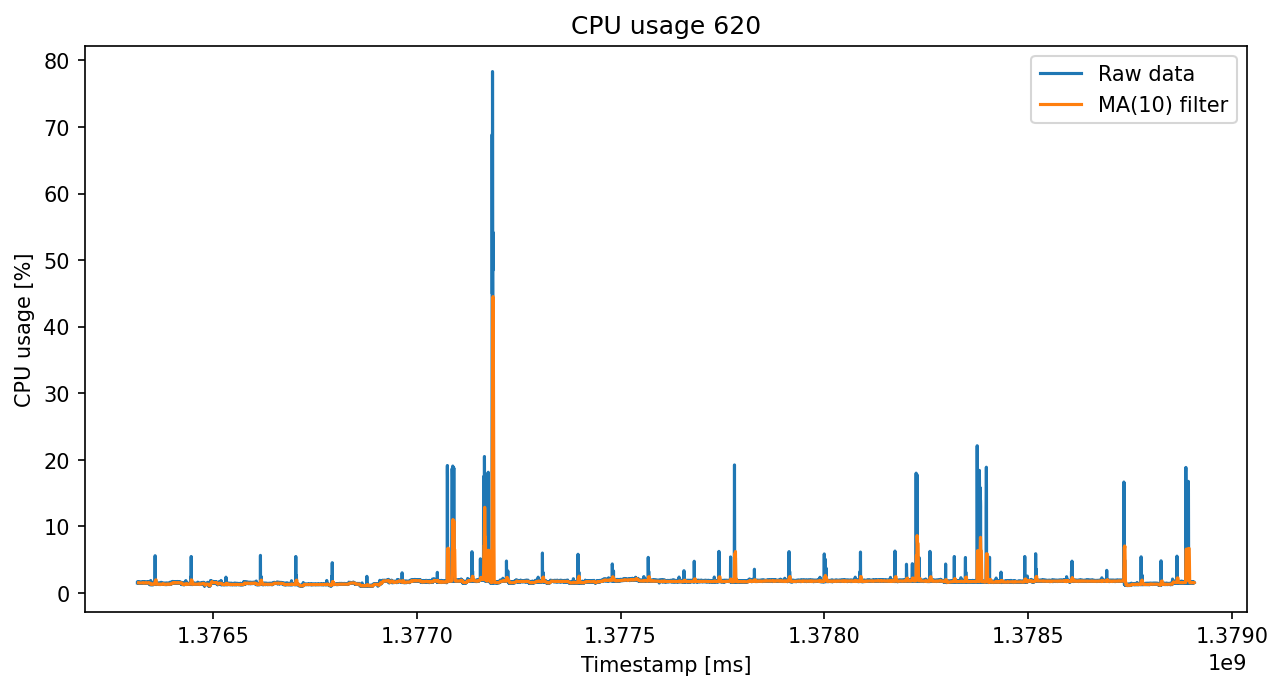 CPU usage 620
Raw data
MA(10) filter
CPU usage [%]
80
70
60
50
40
30
20
10
0
1.3765 1.3770 1.3775 1.3780 1.3785 1.3790
1e9
Timestamp [ms]